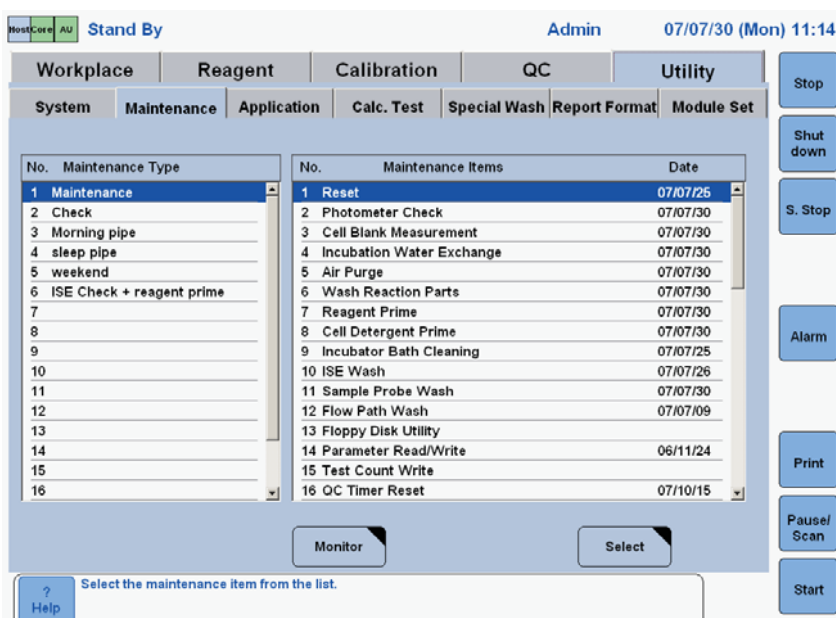 Host Core AU Stand By Admin 07/07/30 (Mon) 11:14
Workplace Reagent Calibration QC Utility
System Maintenance Application Calc. Test Special Wash Report Format Module Set
Stop
Shut
down
S. Stop
Alarm
Print
Pause/
Scan
Start
No. Maintenance Type
1 Maintenance
2 Check
3 Morning pipe
4 sleep pipe
5 weekend
6 ISE Check + reagent prime
7
8
9
10
11
12
13
14
15
16
No. Maintenance Items Date
1 Reset 07/07/25
2 Photometer Check 07/07/30
3 Cell Blank Measurement 07/07/30
4 Incubation Water Exchange 07/07/30
5 Air Purge 07/07/30
6 Wash Reaction Parts 07/07/30
7 Reagent Prime 07/07/30
8 Cell Detergent Prime 07/07/30
9 Incubator Bath Cleaning 07/07/25
10 ISE Wash 07/07/26
11 Sample Probe Wash 07/07/30
12 Flow Path Wash 07/07/09
13 Floppy Disk Utility
14 Parameter Read/Write 06/11/24
15 Test Count Write
16 QC Timer Reset 07/10/15
Monitor Select
? 
Help
Select the maintenance item from the list.